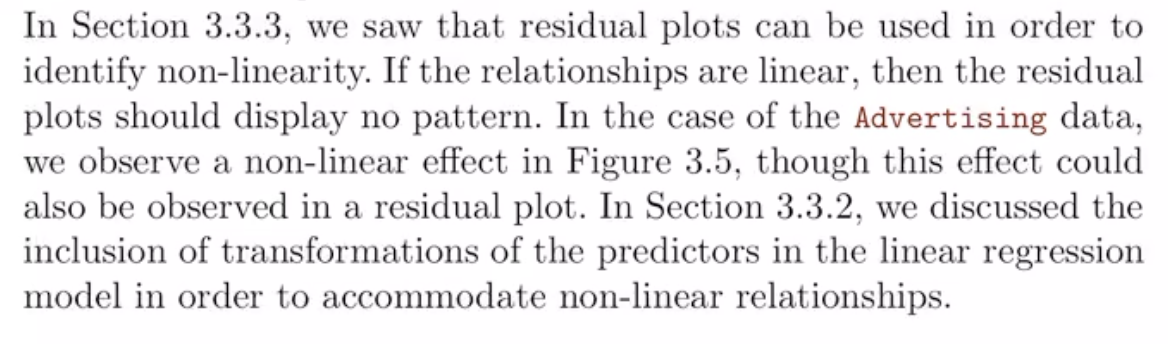 In Section 3.3.3, we saw that residual plots can be used in order to
identify non-linearity. If the relationships are linear, then the residual
plots should display no pattern. In the case of the Advertising data,
we observe a non-linear effect in Figure 3.5, though this effect could
also be observed in a residual plot. In Section 3.3.2, we discussed the
inclusion of transformations of the predictors in the linear regression
model in order to accommodate non-linear relationships.